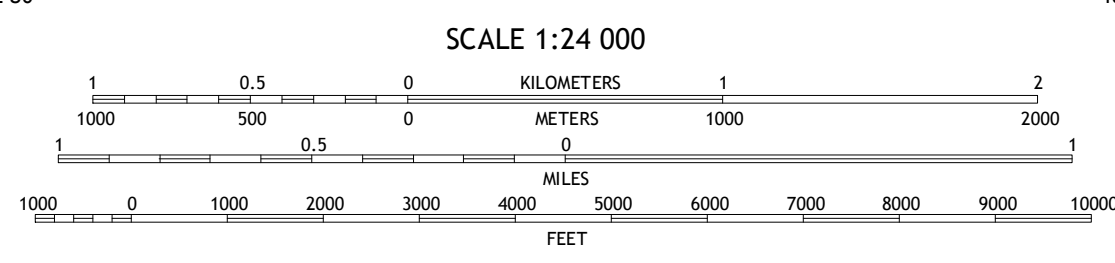 SCALE 1:24 000
1 0.5 0 KILOMETERS 1 2
1000 500 0 METERS 1000 2000
1 0.5 0 1
MILES
1000 0 1000 2000 3000 4000 5000 6000 7000 8000 9000 10000
FEET